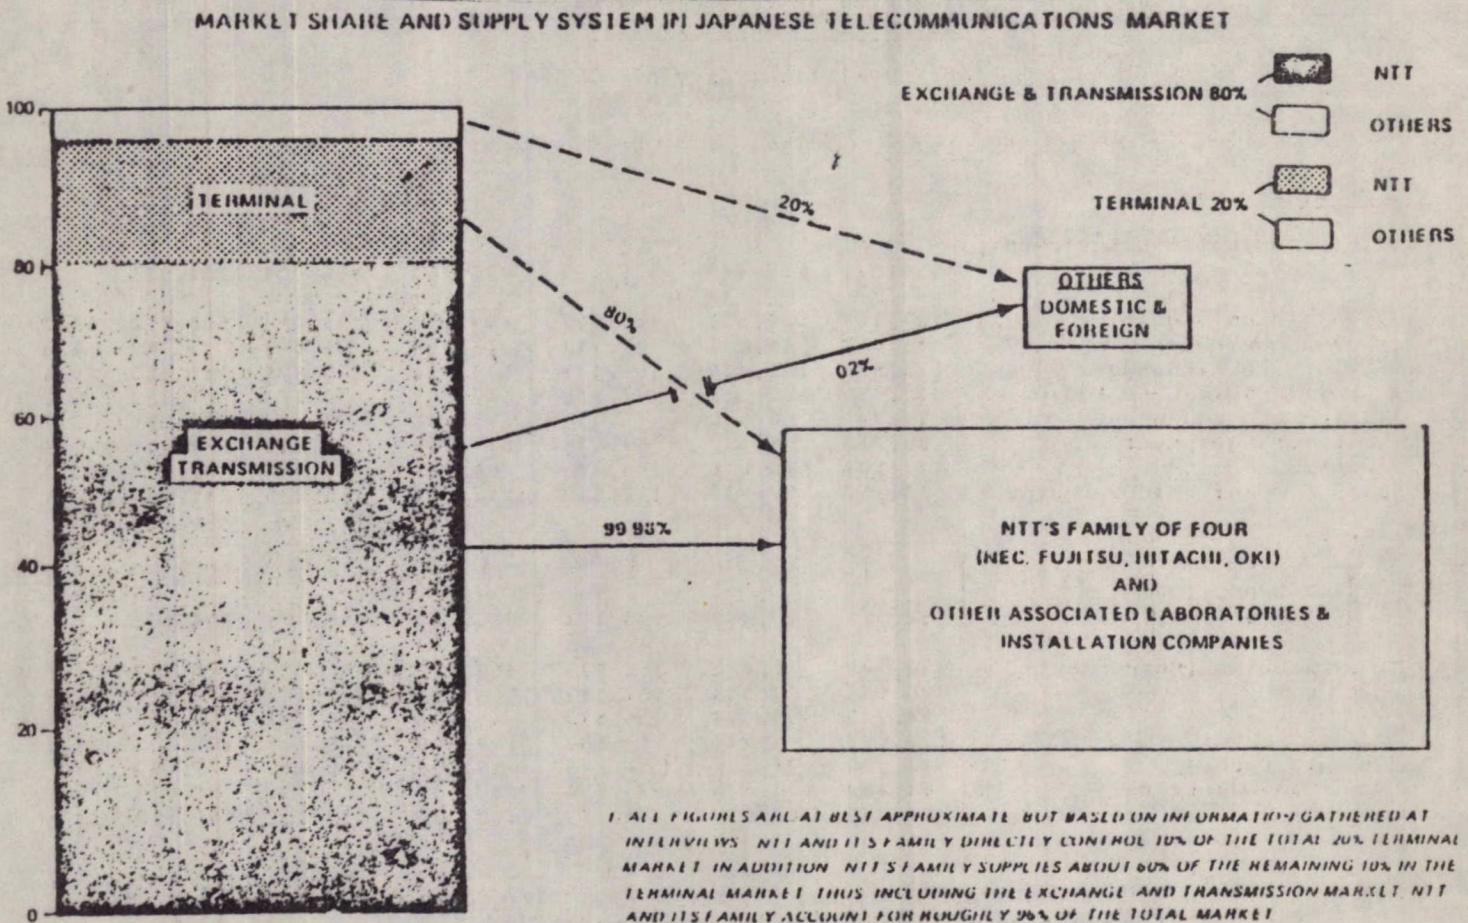 MARKET SHARE AND SUPPLY SYSTEM IN JAPANESE TELECOMMUNICATIONS MARKET
EXCHANGE & TRANSMISSION 80%
NTT
OTHERS
TERMINAL 20%
NTT
OTHERS
100
80
60
40
20
0
TERMINAL
EXCHANGE
TRANSMISSION
20%
80%
02%
99 98%
OTHERS
DOMESTIC &
FOREIGN
NTT'S FAMILY OF FOUR
(NEC. FUJITSU, HITACHI, OKI)
AND
OTHER ASSOCIATED LABORATORIES &
INSTALLATION COMPANIES
1 ALL FIGURES ARE AT BEST APPROXIMATE BUT BASED ON INFORMATION GATHERED AT
INTERVIEWS NTT AND ITS FAMILY DIRECTLY CONTROL 10% OF THE TOTAL 20% TERMINAL
MARKET IN ADDITION NTT'S FAMILY SUPPLIES ABOUT 60% OF THE REMAINING 10% IN THE
TERMINAL MARKET THUS INCLUDING THE EXCHANGE AND TRANSMISSION MARKET NTT
AND ITS FAMILY ACCOUNT FOR ROUGHLY 96% OF THE TOTAL MARKET